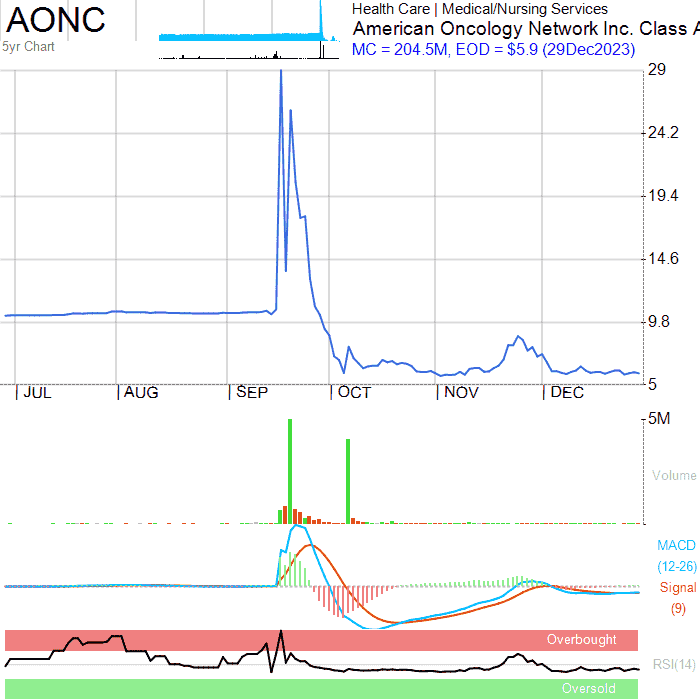 AONC
5yr Chart
Health Care | Medical/Nursing Services
American Oncology Network Inc. Class A
MC = 204.5M, EOD = $5.9 (29Dec2023)
29
24.2
19.4
14.6
9.8
5
JUL AUG SEP OCT NOV DEC
5M
Volume
MACD
(12-26)
Signal
(9)
Overbought
RSI(14)
Oversold